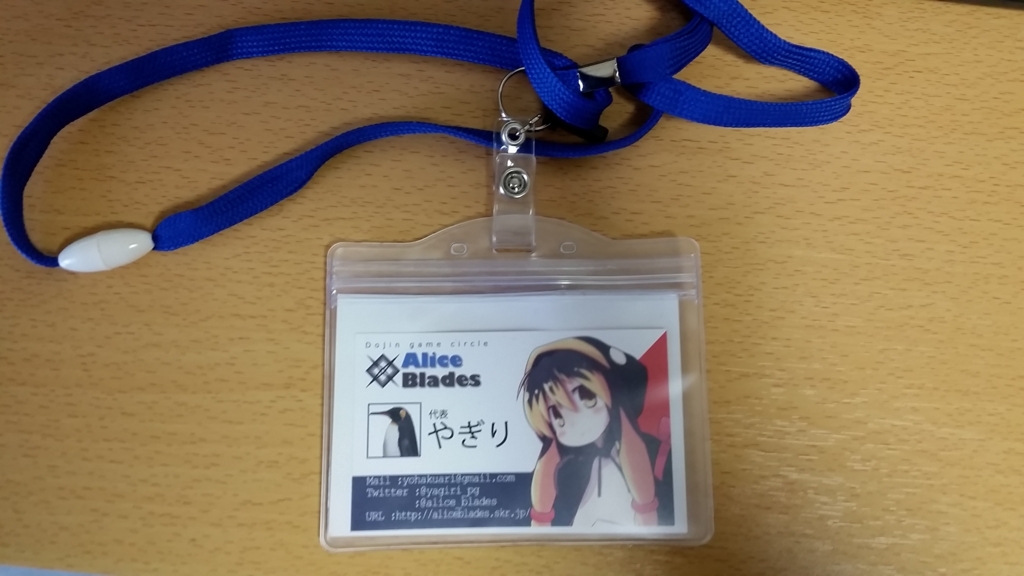 Dojin game circle
Alice
Blades
代表
やぎり
Mail :yohakuari@gmail.com
Twitter :@yagiri_pg
:@alice_blades
URL :http://aliceblades.skr.jp/